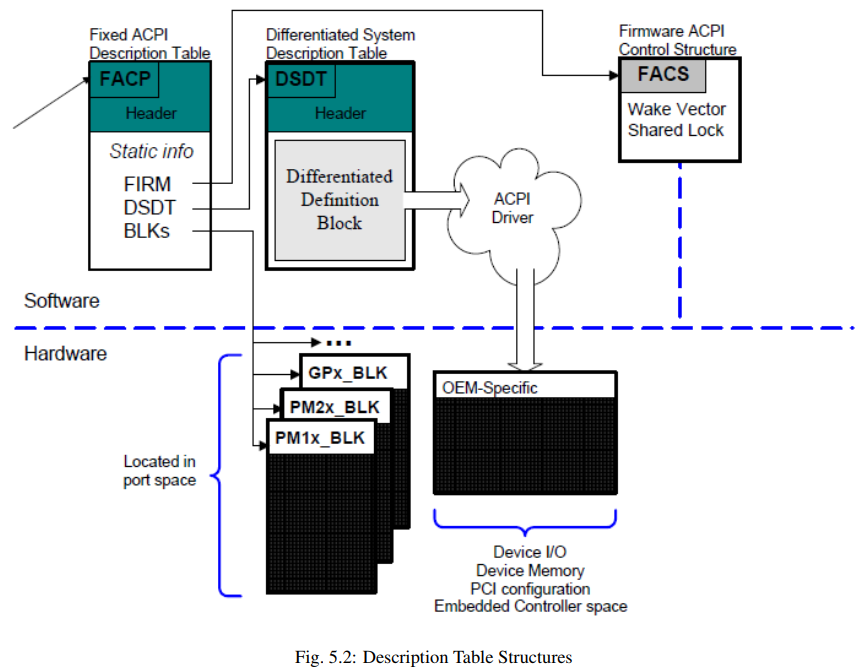 Fixed ACPI
Description Table
FACP
Header
Static info
FIRM
DSDT
BLKs
Differentiated System
Description Table
DSDT
Header
Differentiated
Definition
Block
ACPI
Driver
Firmware ACPI
Control Structure
FACS
Wake Vector
Shared Lock
Software
Hardware
...
GPx_BLK
PM2x_BLK
PM1x_BLK
Located in
port space
OEM-Specific
Device I/O
Device Memory
PCI configuration
Embedded Controller space
Fig. 5.2: Description Table Structures